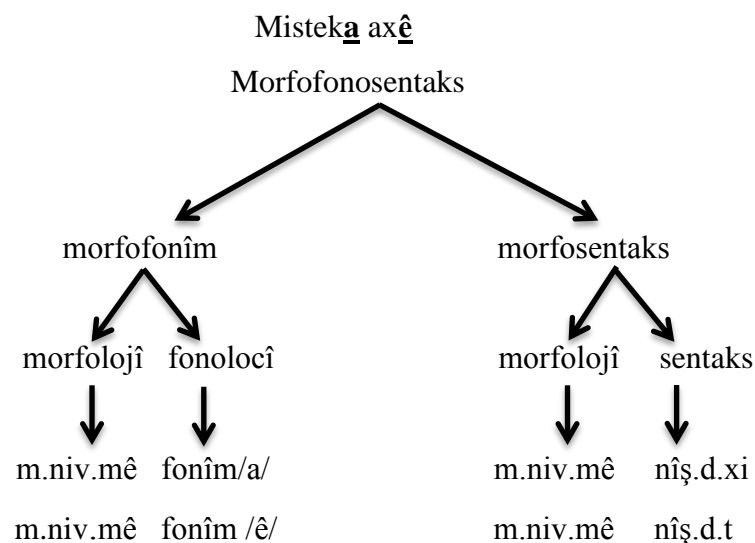 Misteka axê
Morfofonosentaks
morfofonîm morfosentaks
morfolojî fonolocî morfolojî sentaks
m.niv.mê fonîm/a/ m.niv.mê nîş.d.xi
m.niv.mê fonîm /ê/ m.niv.mê nîş.d.t